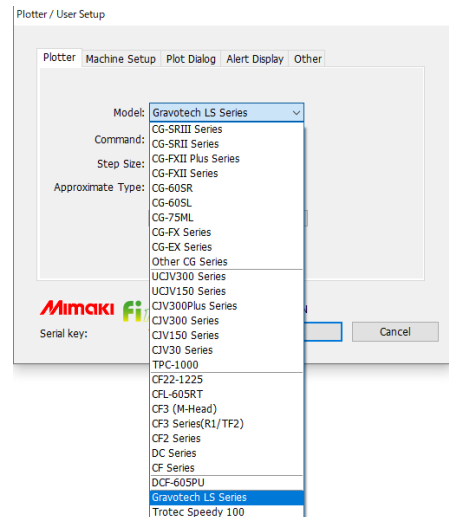 Plotter / User Setup
Plotter Machine Setup Plot Dialog Alert Display Other
Model: Gravotech LS Series
Command:
Step Size:
Approximate Type:
CG-SRIII Series
CG-SRII Series
CG-FXII Plus Series
CG-FXII Series
CG-60SR
CG-60SL
CG-75ML
CG-FX Series
CG-EX Series
Other CG Series
UCJV300 Series
UCJV150 Series
CJV300Plus Series
CJV300 Series
CJV150 Series
CJV30 Series
TPC-1000
CF22-1225
CFL-605RT
CF3 (M-Head)
CF3 Series(R1/TF2)
CF2 Series
DC Series
CF Series
DCF-605PU
Gravotech LS Series
Trotec Speedy 100
Mimaki
Serial key:
Cancel